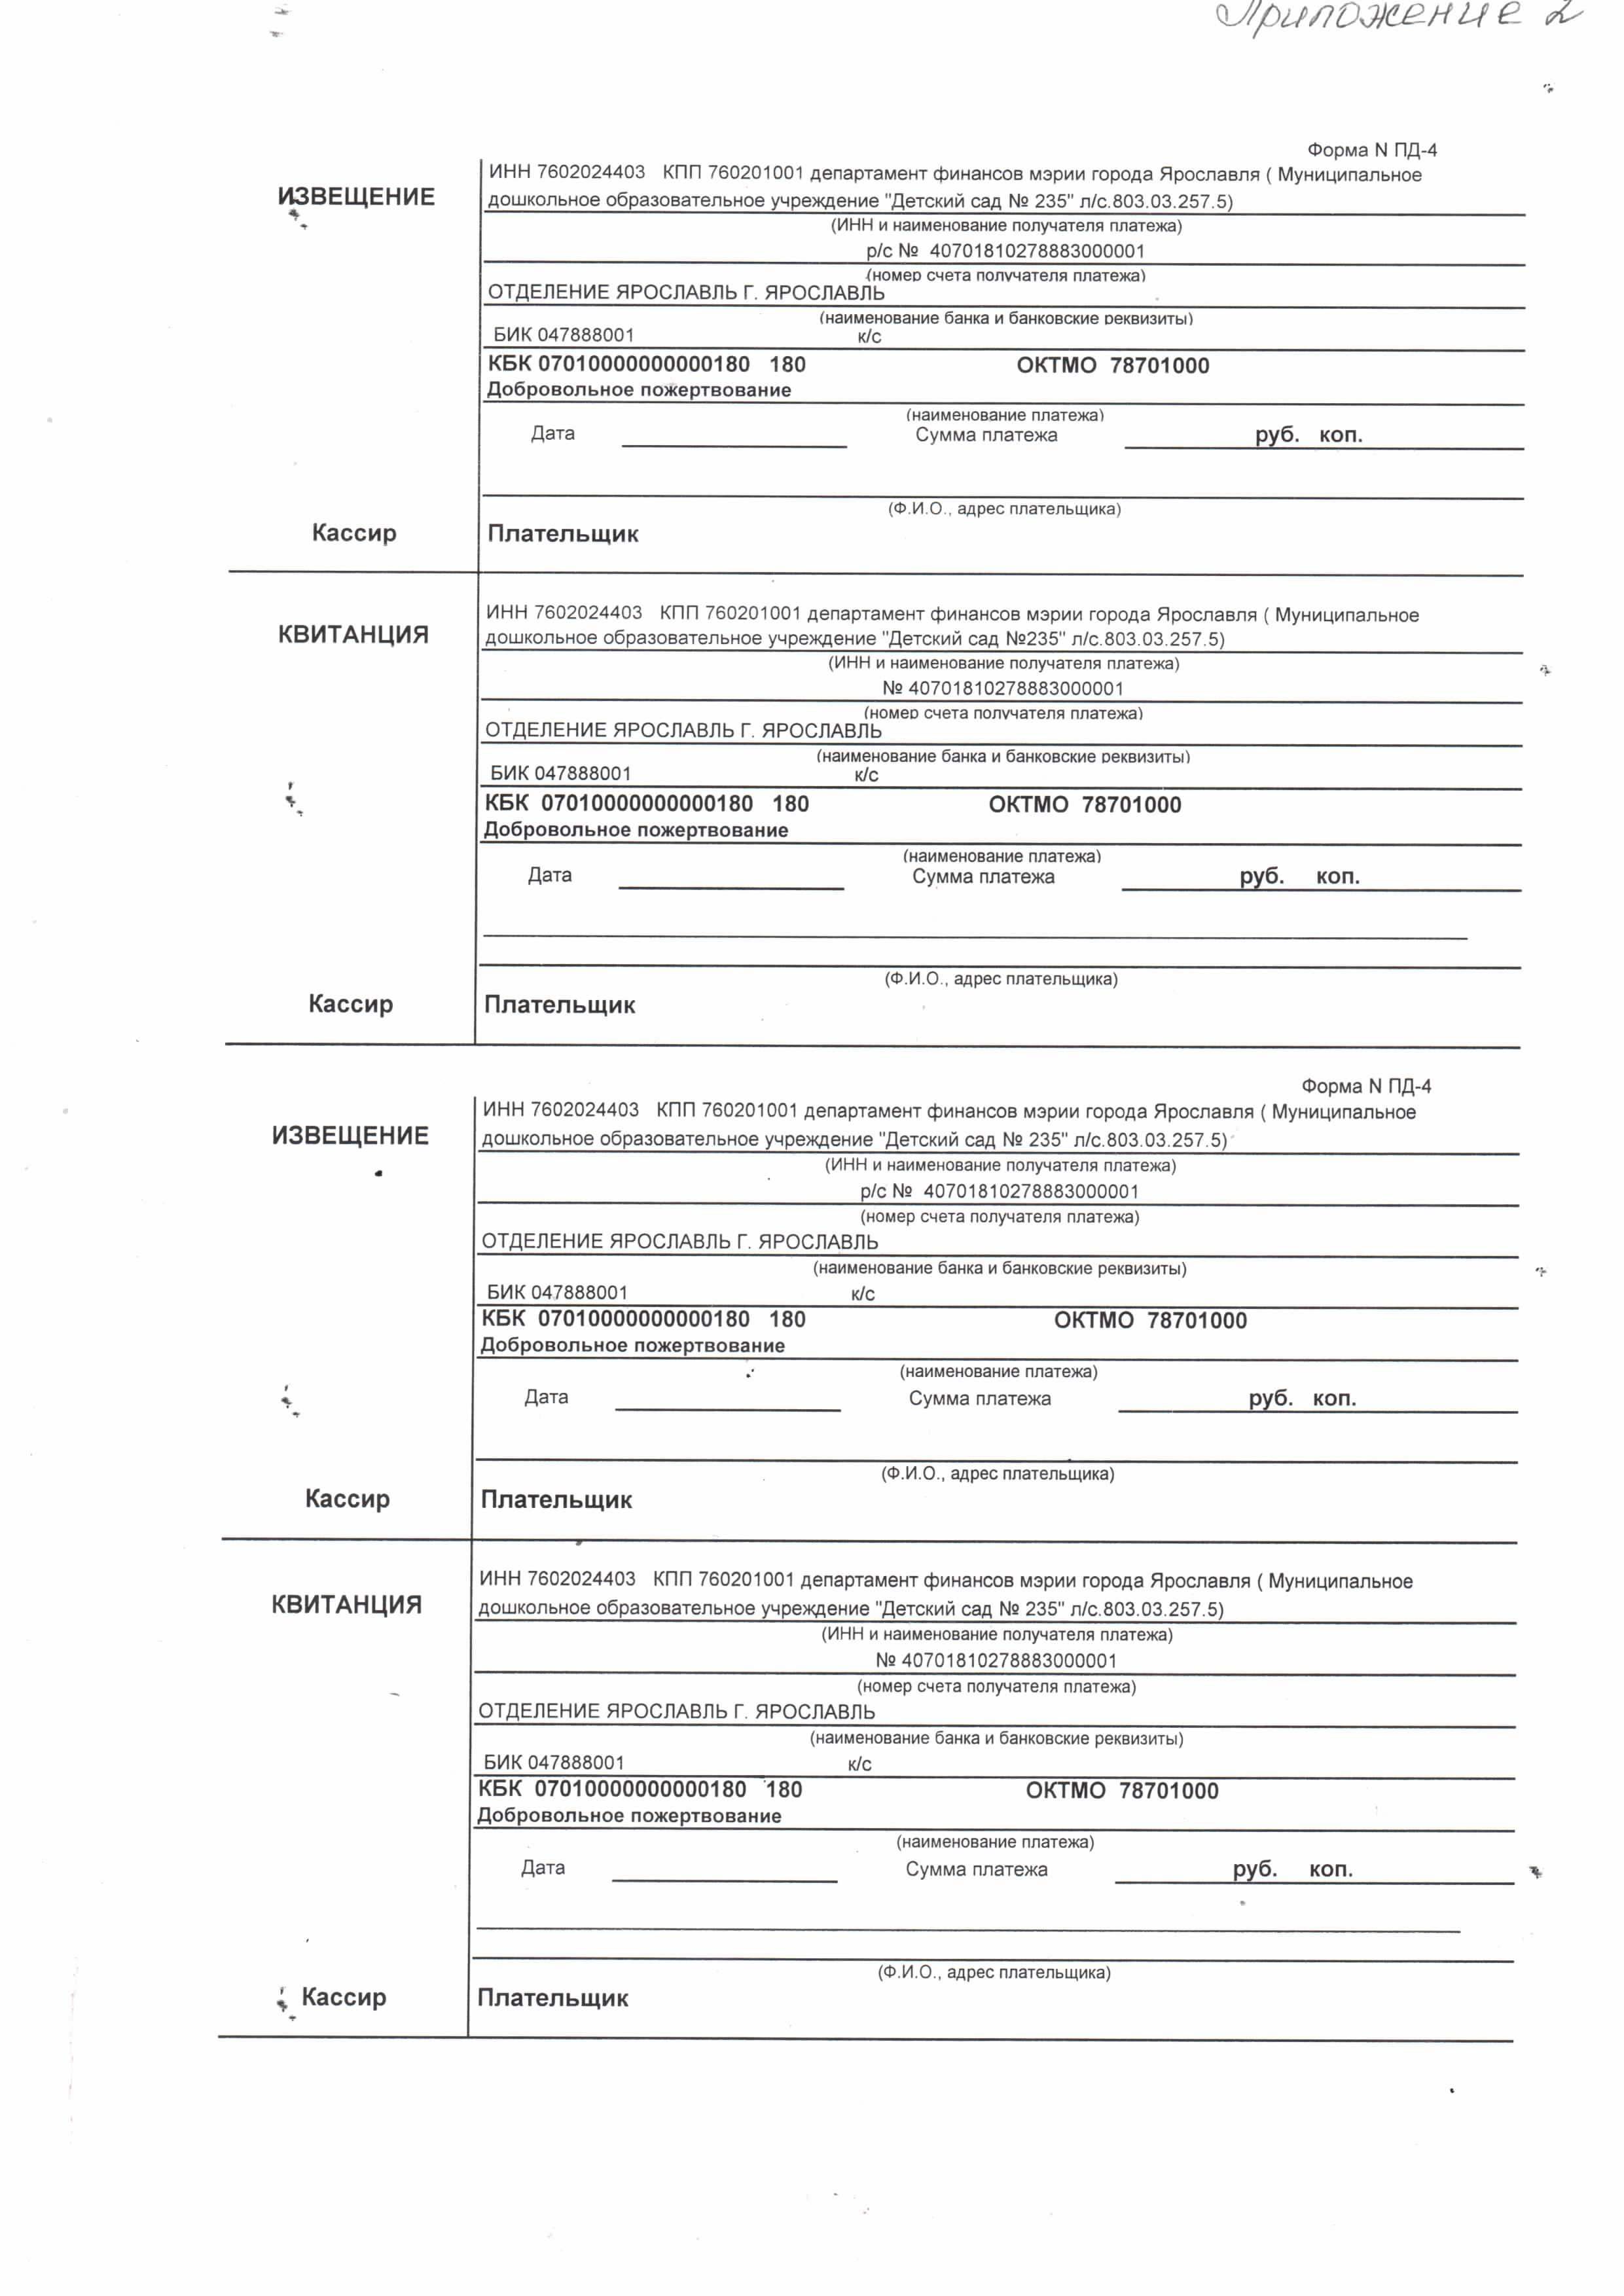 Приложение 2
Форма N ПД-4
ИЗВЕЩЕНИЕ
ИНН 7602024403 КПП 760201001 департамент финансов мэрии города Ярославля ( Муниципальное
дошкольное образовательное учреждение "Детский сад № 235" л/с.803.03.257.5)
(ИНН и наименование получателя платежа)
р/с № 40701810278883000001
(номер счета получателя платежа)
ОТДЕЛЕНИЕ ЯРОСЛАВЛЬ Г. ЯРОСЛАВЛЬ
(наименование банка и банковские реквизиты)
БИК 047888001 к/с
КБК 07010000000000180 180 ОКТМО 78701000
Добровольное пожертвование
(наименование платежа)
Дата Сумма платежа руб. коп.
(Ф.И.О., адрес плательщика)
Кассир Плательщик
КВИТАНЦИЯ
ИНН 7602024403 КПП 760201001 департамент финансов мэрии города Ярославля ( Муниципальное
дошкольное образовательное учреждение "Детский сад №235" л/с.803.03.257.5)
(ИНН и наименование получателя платежа)
№ 40701810278883000001
(номер счета получателя платежа)
ОТДЕЛЕНИЕ ЯРОСЛАВЛЬ Г. ЯРОСЛАВЛЬ
(наименование банка и банковские реквизиты)
БИК 047888001 к/с
КБК 07010000000000180 180 ОКТМО 78701000
Добровольное пожертвование
(наименование платежа)
Дата Сумма платежа руб. коп.
(Ф.И.О., адрес плательщика)
Кассир Плательщик
Форма N ПД-4
ИЗВЕЩЕНИЕ
ИНН 7602024403 КПП 760201001 департамент финансов мэрии города Ярославля ( Муниципальное
дошкольное образовательное учреждение "Детский сад № 235" л/с.803.03.257.5)
(ИНН и наименование получателя платежа)
р/с № 40701810278883000001
(номер счета получателя платежа)
ОТДЕЛЕНИЕ ЯРОСЛАВЛЬ Г. ЯРОСЛАВЛЬ
(наименование банка и банковские реквизиты)
БИК 047888001 к/с
КБК 07010000000000180 180 ОКТМО 78701000
Добровольное пожертвование
(наименование платежа)
Дата Сумма платежа руб. коп.
(Ф.И.О., адрес плательщика)
Кассир Плательщик
КВИТАНЦИЯ
ИНН 7602024403 КПП 760201001 департамент финансов мэрии города Ярославля ( Муниципальное
дошкольное образовательное учреждение "Детский сад № 235" л/с.803.03.257.5)
(ИНН и наименование получателя платежа)
№ 40701810278883000001
(номер счета получателя платежа)
ОТДЕЛЕНИЕ ЯРОСЛАВЛЬ Г. ЯРОСЛАВЛЬ
(наименование банка и банковские реквизиты)
БИК 047888001 к/с
КБК 07010000000000180 180 ОКТМО 78701000
Добровольное пожертвование
(наименование платежа)
Дата Сумма платежа руб. коп.
(Ф.И.О., адрес плательщика)
Кассир Плательщик